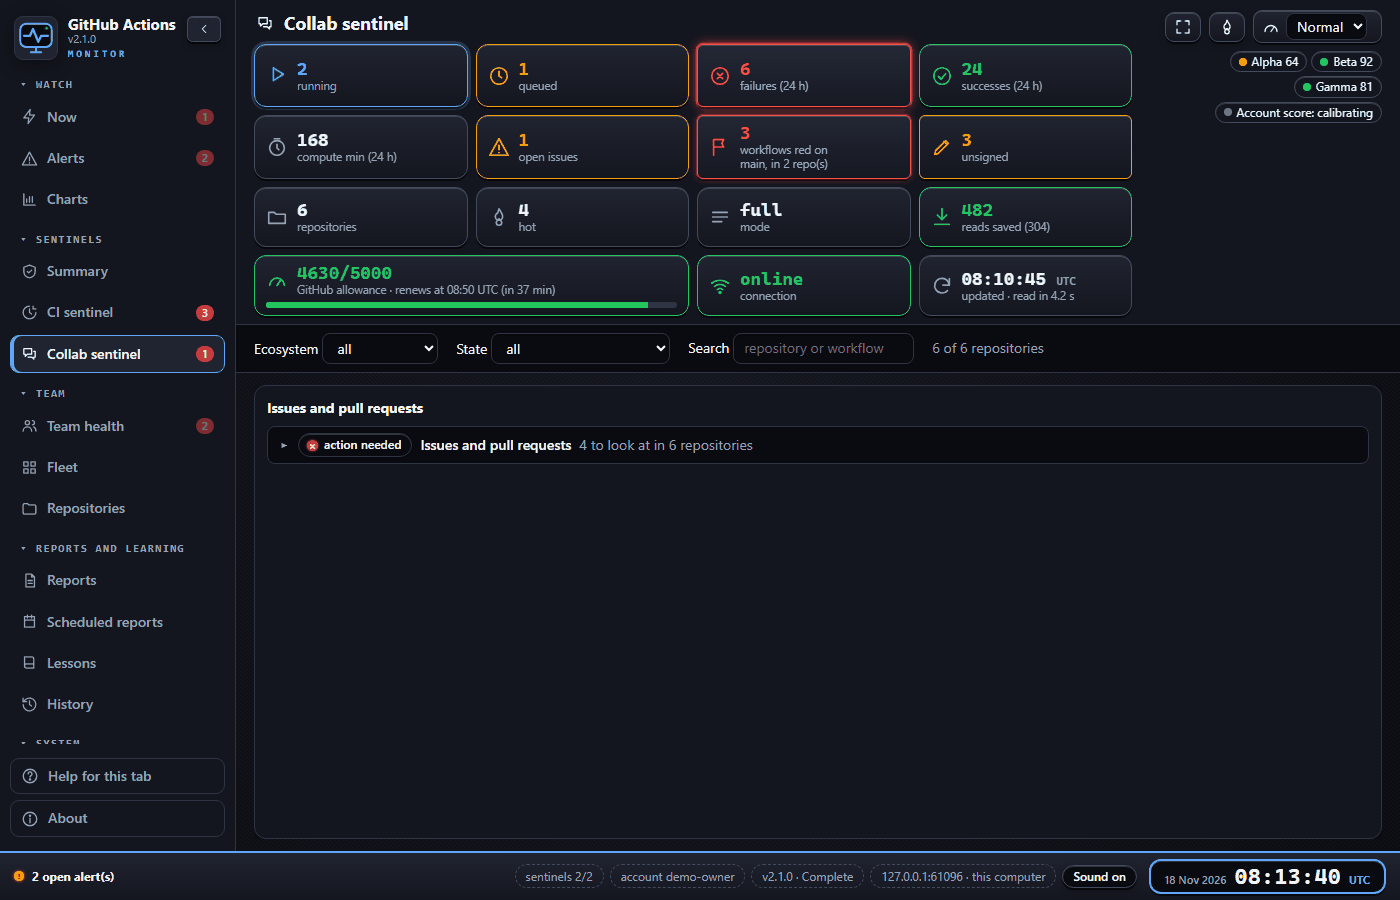 GitHub Actions
v2.1.0
MONITOR
WATCH
Now 1
Alerts 2
Charts
SENTINELS
Summary
CI sentinel 3
Collab sentinel 1
TEAM
Team health 2
Fleet
Repositories
REPORTS AND LEARNING
Reports
Scheduled reports
Lessons
History
SYSTEM
Help for this tab
About
Collab sentinel
Normal
Alpha 64
Beta 92
Gamma 81
Account score: calibrating
2
running
1
queued
6
failures (24 h)
24
successes (24 h)
168
compute min (24 h)
1
open issues
3
workflows red on
main, in 2 repo(s)
3
unsigned
6
repositories
4
hot
full
mode
482
reads saved (304)
4630/5000
GitHub allowance · renews at 08:50 UTC (in 37 min)
online
connection
08:10:45 UTC
updated · read in 4.2 s
Ecosystem all State all Search repository or workflow 6 of 6 repositories
Issues and pull requests
action needed Issues and pull requests 4 to look at in 6 repositories
2 open alert(s)
sentinels 2/2
account demo-owner
v2.1.0 · Complete
127.0.0.1:61096 · this computer
Sound on
18 Nov 2026 08:13:40 UTC